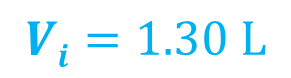 Vᵢ = 1.30 L